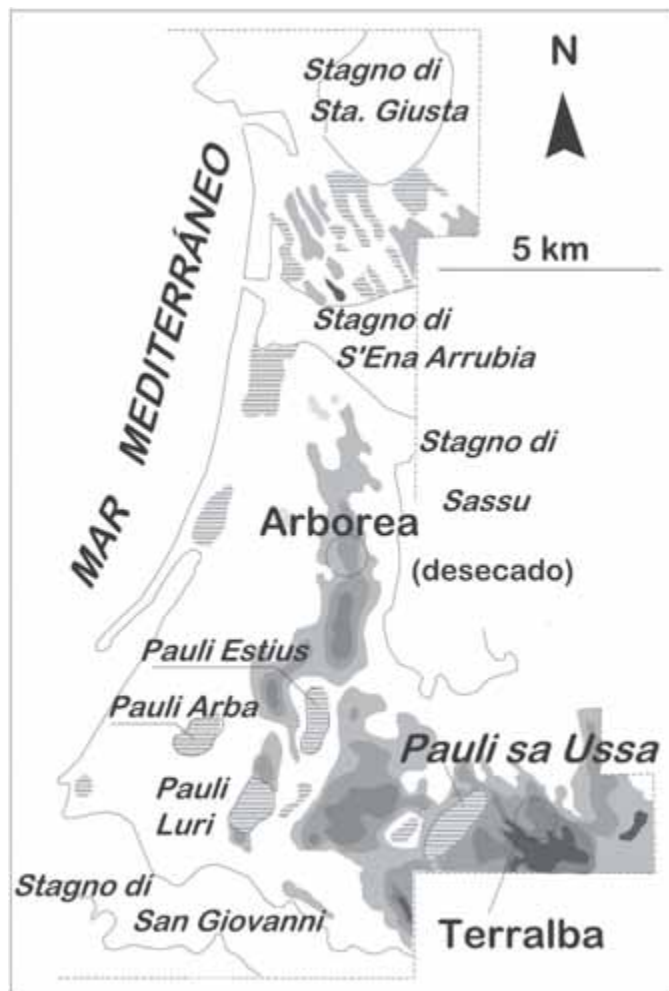 Stagno di
Sta. Giusta
N
MAR MEDITERRÁNEO
5 km
Stagno di
S'Ena Arrubia
Stagno di
Sassu
Arborea
(desecado)
Pauli Estius
Pauli Arba
Pauli sa Ussa
Pauli
Luri
Stagno di
San Giovanni
Terralba